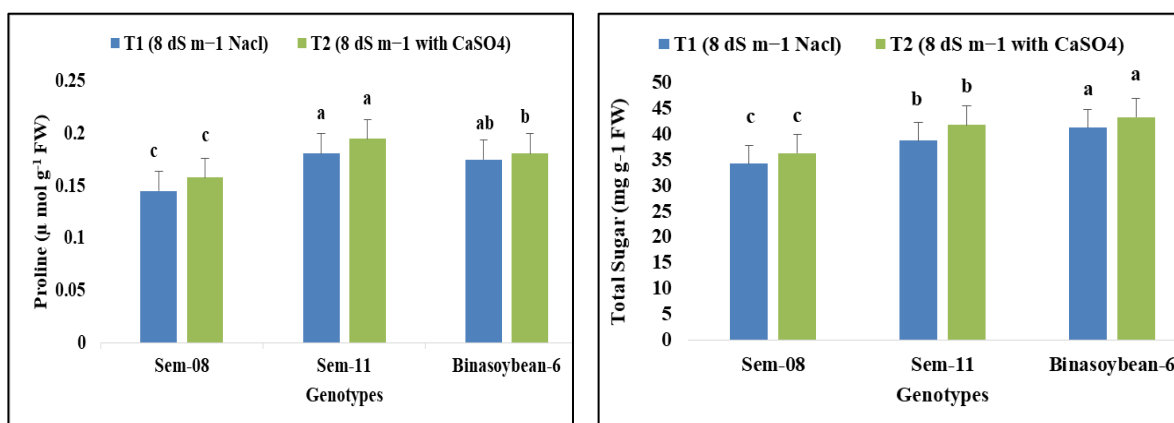 T1 (8 dS m−1 Nacl) T2 (8 dS m−1 with CaSO4)
Proline (µ mol g⁻¹ FW)
0.25
0.2
0.15
0.1
0.05
0
c c a a ab b
Sem-08 Sem-11 Binasoybean-6
Genotypes
T1 (8 dS m−1 Nacl) T2 (8 dS m−1 with CaSO4)
Total Sugar (mg g-1 FW)
50
45
40
35
30
25
20
15
10
5
0
c c b b a a
Sem-08 Sem-11 Binasoybean-6
Genotypes